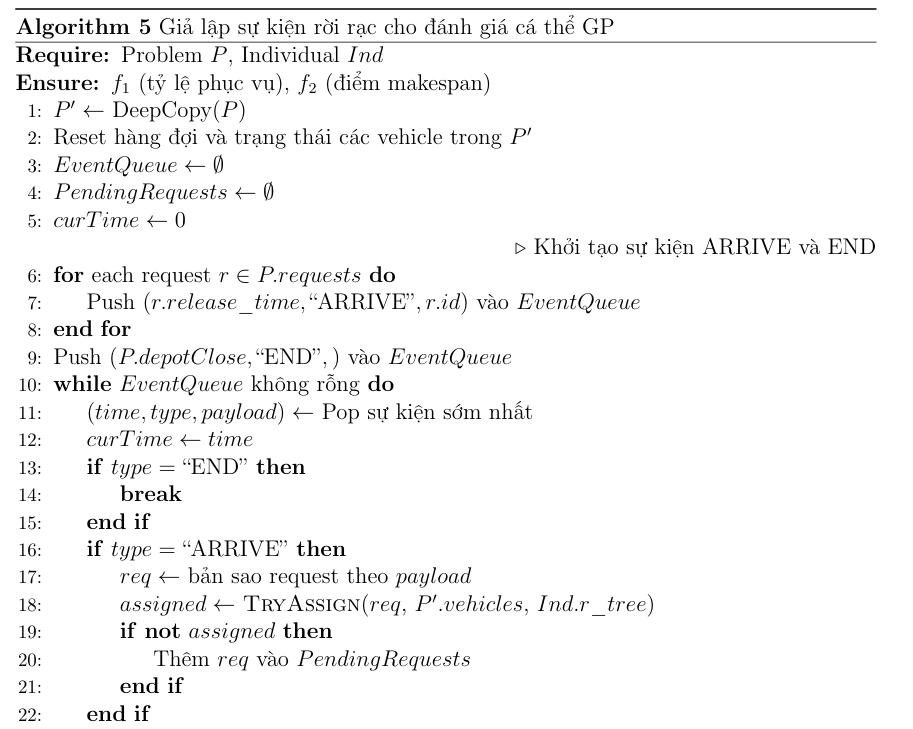 Algorithm 5 Giả lập sự kiện rời rạc cho đánh giá cá thể GP
Require: Problem P, Individual Ind
Ensure: f₁ (tỷ lệ phục vụ), f₂ (điểm makespan)
1: P′ ← DeepCopy(P)
2: Reset hàng đợi và trạng thái các vehicle trong P′
3: EventQueue ← ∅
4: PendingRequests ← ∅
5: curTime ← 0
▷ Khởi tạo sự kiện ARRIVE và END
6: for each request r ∈ P.requests do
7: Push (r.release_time, “ARRIVE”, r.id) vào EventQueue
8: end for
9: Push (P.depotClose, “END”, ) vào EventQueue
10: while EventQueue không rỗng do
11: (time, type, payload) ← Pop sự kiện sớm nhất
12: curTime ← time
13: if type = “END” then
14: break
15: end if
16: if type = “ARRIVE” then
17: req ← bản sao request theo payload
18: assigned ← TryAssign(req, P′.vehicles, Ind.r_tree)
19: if not assigned then
20: Thêm req vào PendingRequests
21: end if
22: end if